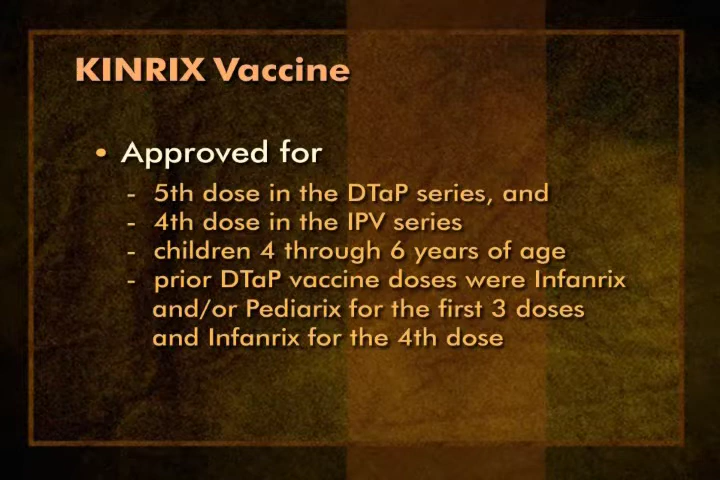 KINRIX Vaccine
• Approved for
- 5th dose in the DTaP series, and
- 4th dose in the IPV series
- children 4 through 6 years of age
- prior DTaP vaccine doses were Infanrix
and/or Pediarix for the first 3 doses
and Infanrix for the 4th dose